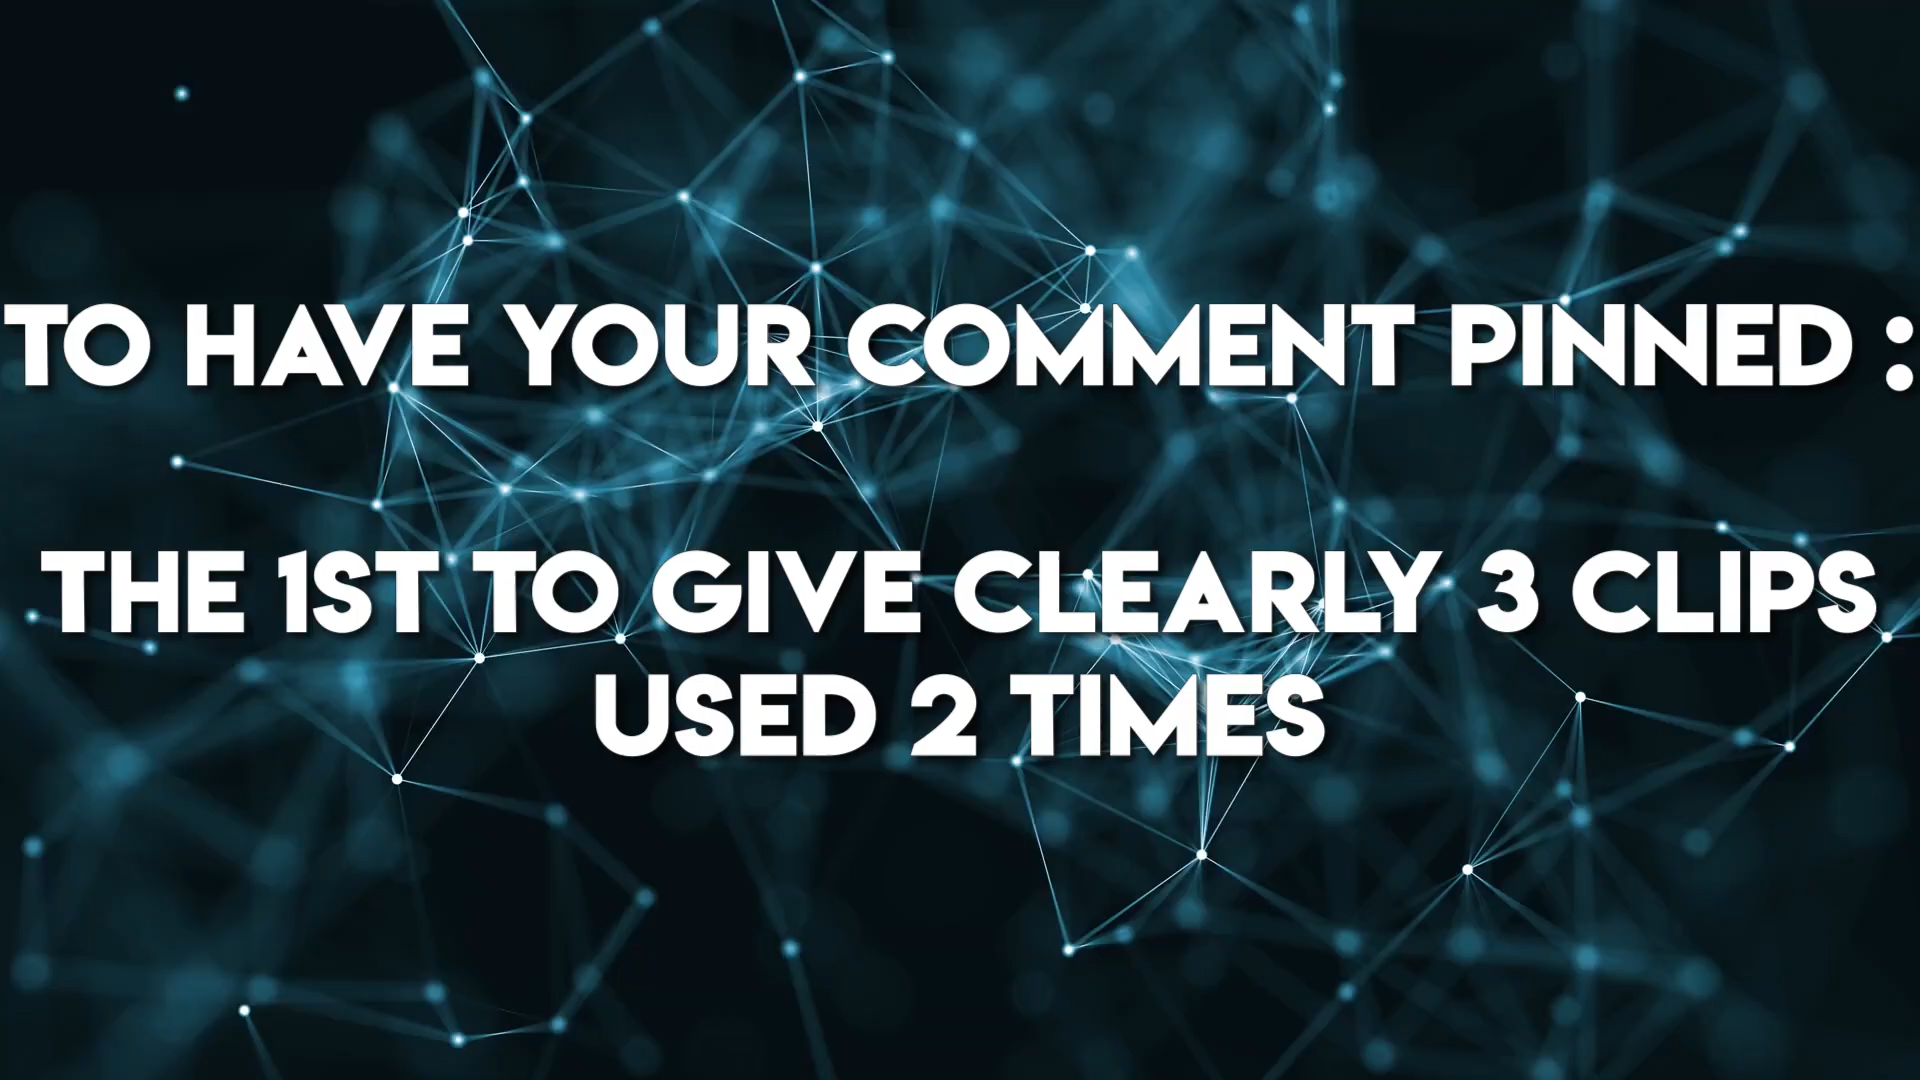 TO HAVE YOUR COMMENT PINNED :
THE 1ST TO GIVE CLEARLY 3 CLIPS
USED 2 TIMES